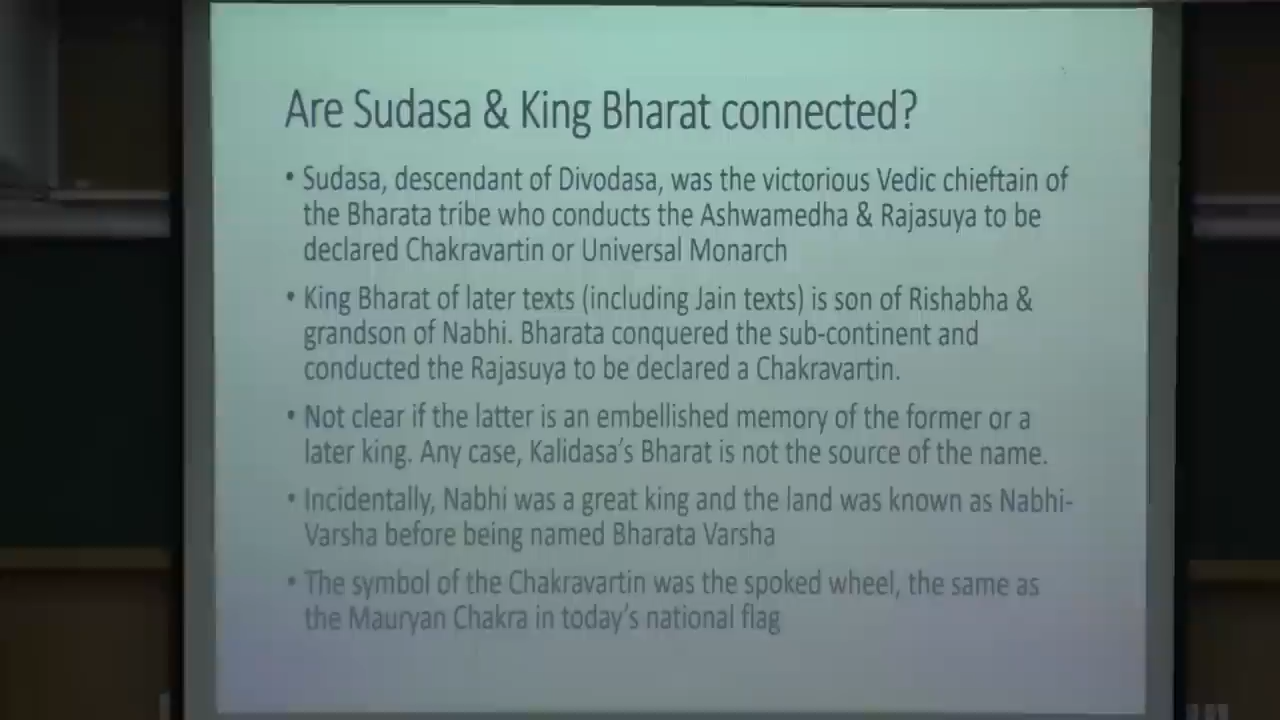 Are Sudasa & King Bharat connected?
• Sudasa, descendant of Divodasa, was the victorious Vedic chieftain of
the Bharata tribe who conducts the Ashwamedha & Rajasuya to be
declared Chakravartin or Universal Monarch
• King Bharat of later texts (including Jain texts) is son of Rishabha &
grandson of Nabhi. Bharata conquered the sub-continent and
conducted the Rajasuya to be declared a Chakravartin.
• Not clear if the latter is an embellished memory of the former or a
later king. Any case, Kalidasa's Bharat is not the source of the name.
• Incidentally, Nabhi was a great king and the land was known as Nabhi-
Varsha before being named Bharata Varsha
• The symbol of the Chakravartin was the spoked wheel, the same as
the Mauryan Chakra in today's national flag